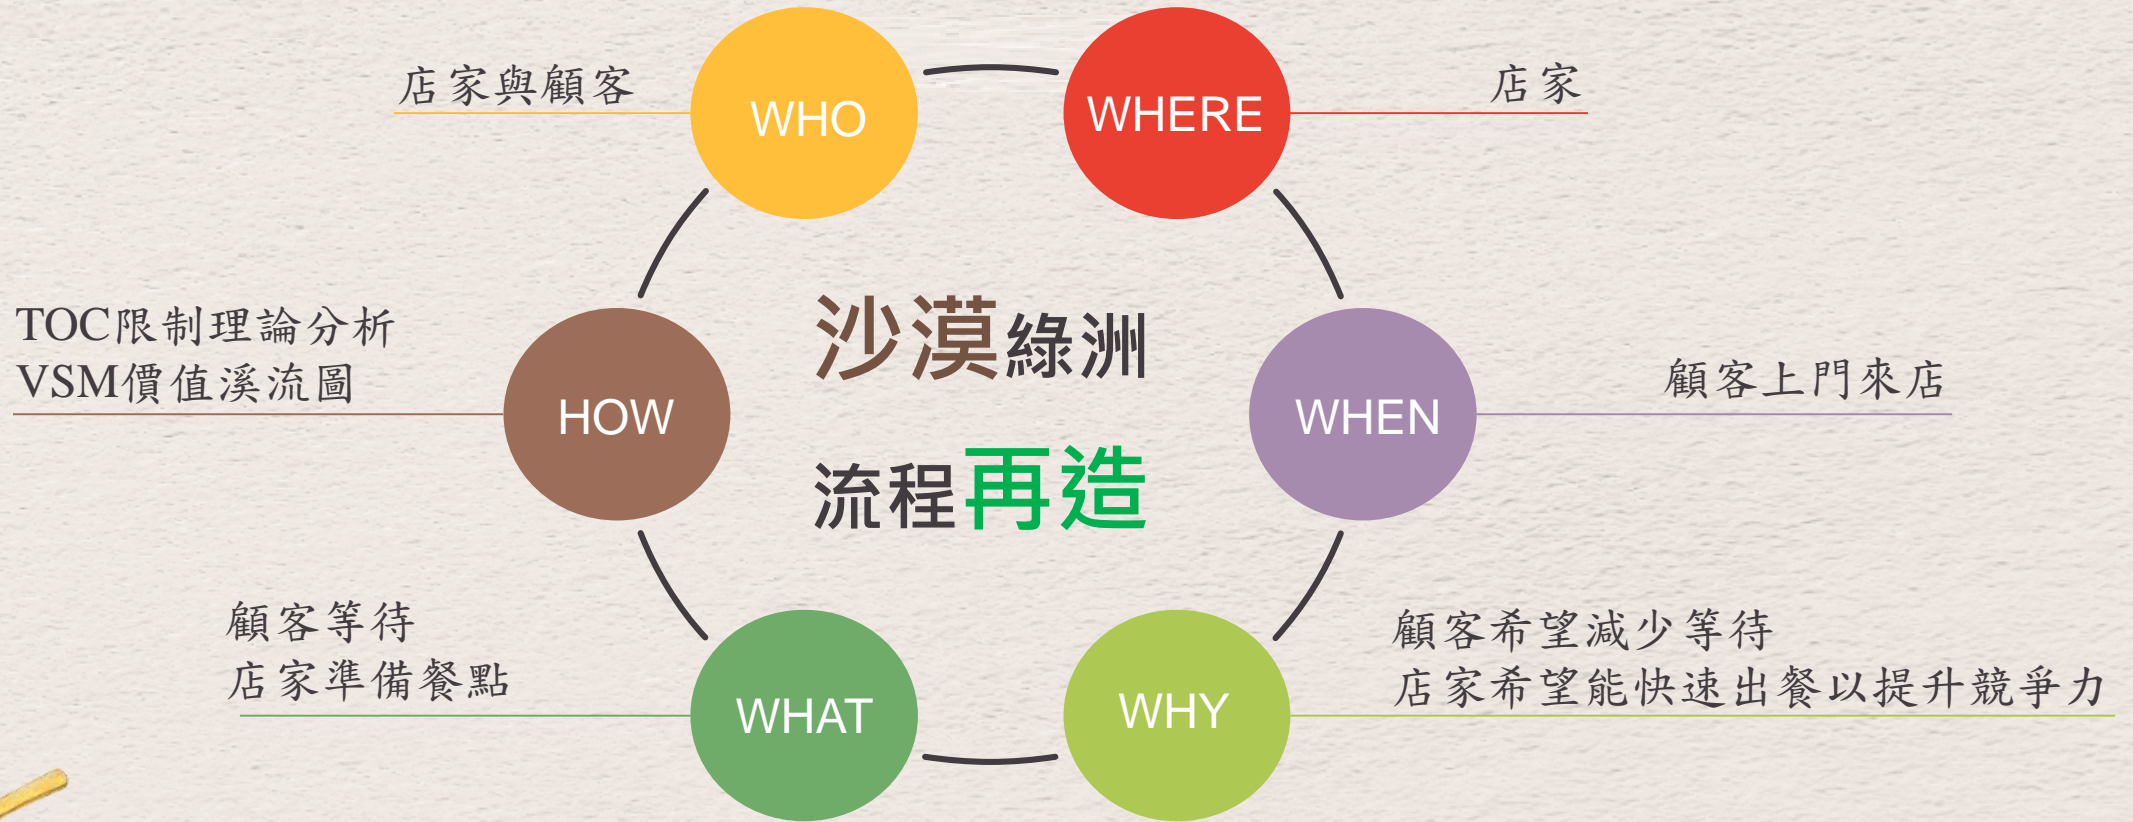 店家與顧客
WHO
WHERE
店家
TOC限制理論分析
VSM價值溪流圖
HOW
沙漠綠洲
流程再造
WHEN
顧客上門來店
顧客等待
店家準備餐點
WHAT
WHY
顧客希望減少等待
店家希望能快速出餐以提升競爭力